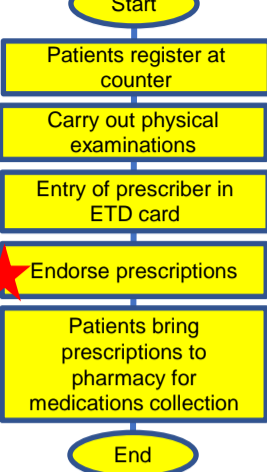 Start
Patients register at
counter
Carry out physical
examinations
Entry of prescriber in
ETD card
Endorse prescriptions
Patients bring
prescriptions to
pharmacy for
medications collection
End